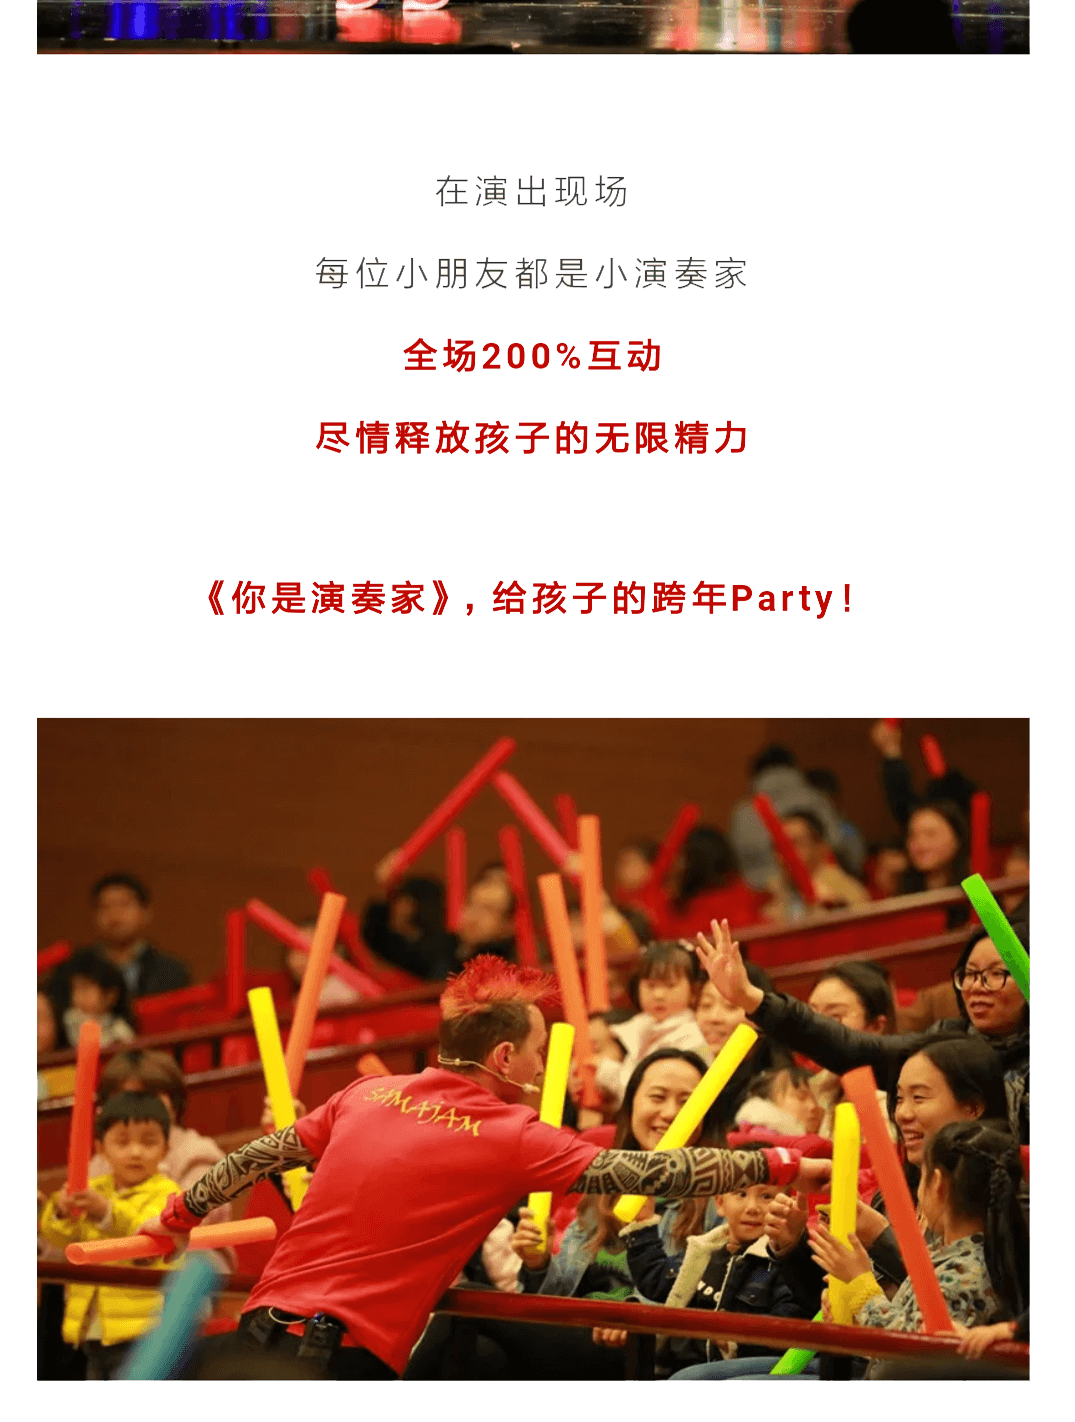 在演出现场
每位小朋友都是小演奏家
全场200%互动
尽情释放孩子的无限精力
《你是演奏家》, 给孩子的跨年Party!
SIMAJAM